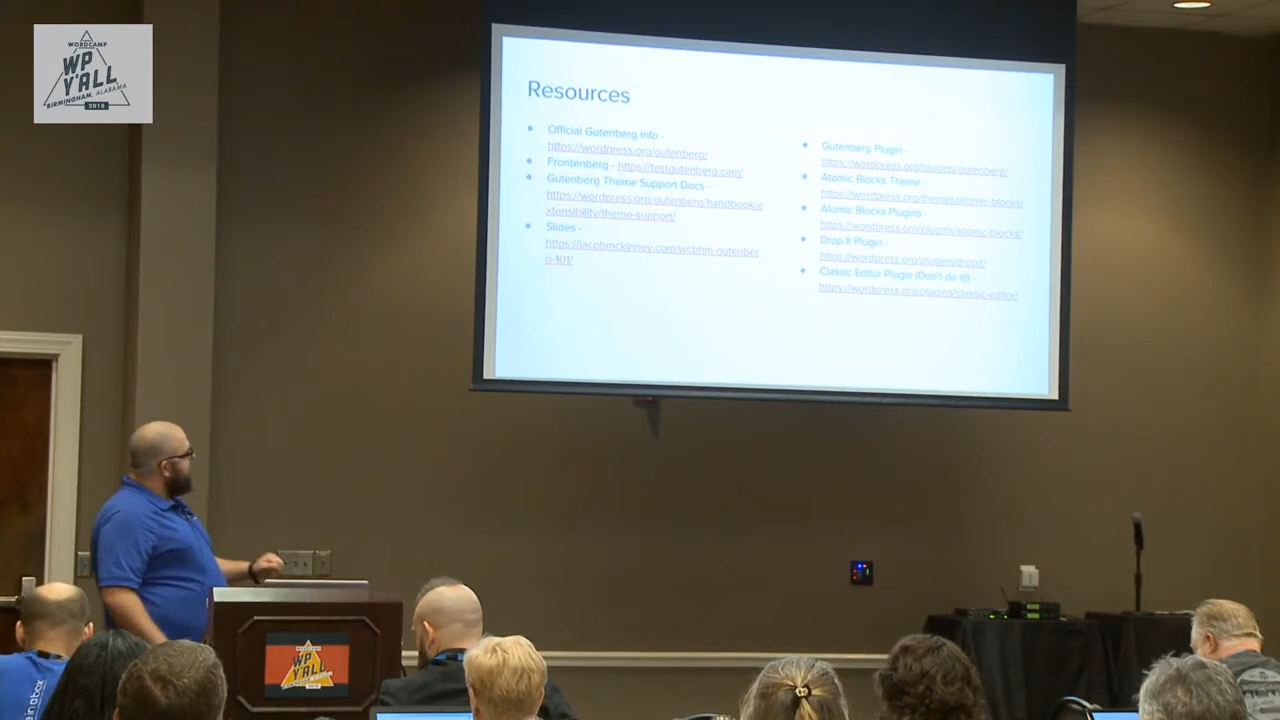 WORDCAMP
WP
Y'ALL
BIRMINGHAM, ALABAMA
2018
Resources
Official Gutenberg Info -
https://wordpress.org/gutenberg/
Frontenberg - https://testgutenberg.com/
Gutenberg Theme Support Docs -
https://wordpress.org/gutenberg/handbook/e
xtensibility/theme-support/
Slides -
https://jacobmckinney.com/wcbhm-gutenber
g-101/
Gutenberg Plugin -
https://wordpress.org/plugins/gutenberg/
Atomic Blocks Theme -
https://wordpress.org/themes/atomic-blocks/
Atomic Blocks Plugins -
https://wordpress.org/plugins/atomic-blocks/
Drop It Plugin -
https://wordpress.org/plugins/dropit/
Classic Editor Plugin (Don't do it!) -
https://wordpress.org/plugins/classic-editor/
WORDCAMP
WP
Y'ALL